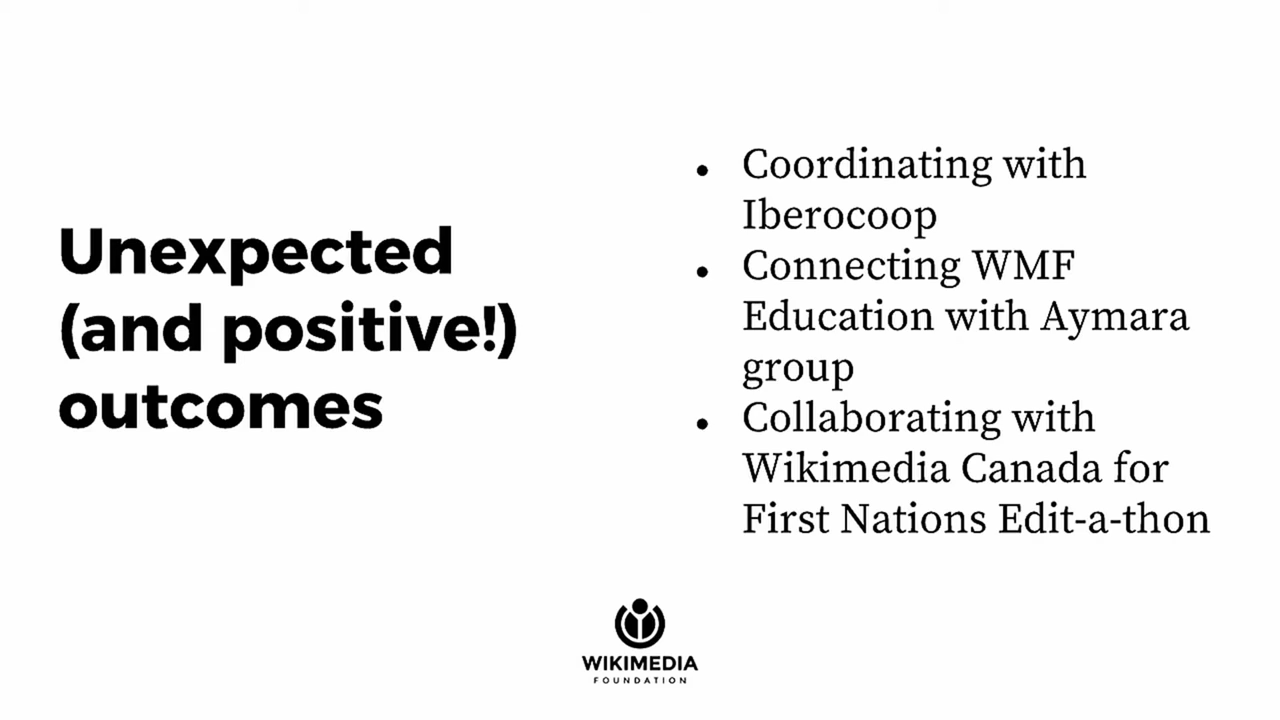 Unexpected
(and positive!)
outcomes
• Coordinating with
Iberocoop
• Connecting WMF
Education with Aymara
group
• Collaborating with
Wikimedia Canada for
First Nations Edit-a-thon
WIKIMEDIA
FOUNDATION